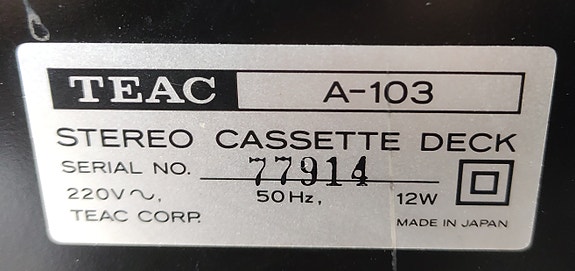 TEAC A-103
STEREO CASSETTE DECK
SERIAL NO. 77914
220V∿, 50Hz, 12W
TEAC CORP. MADE IN JAPAN